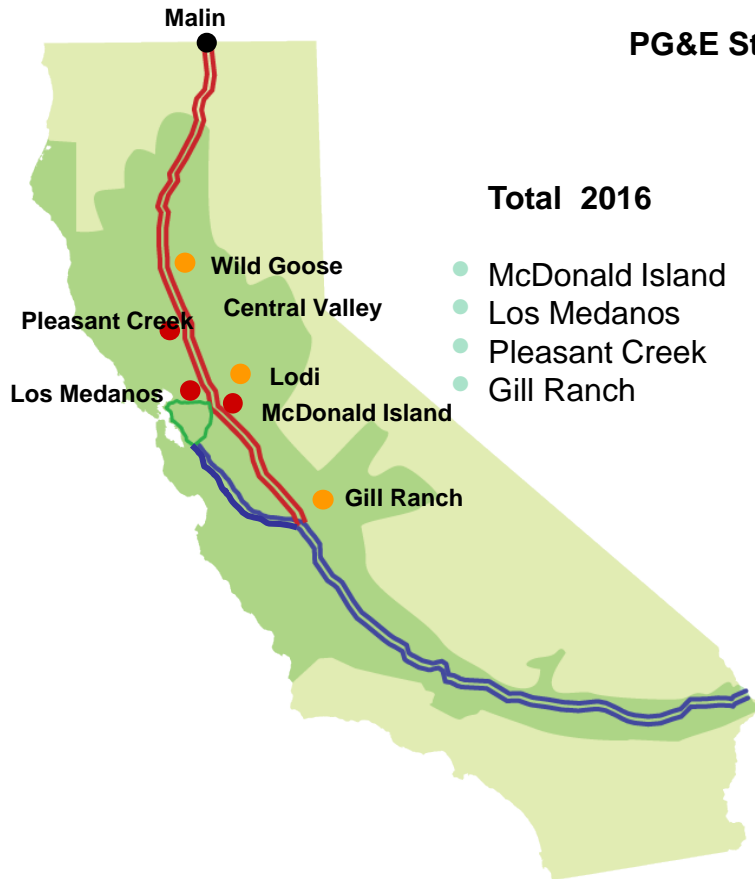 Malin
PG&E St
Total 2016
Wild Goose
McDonald Island
Central Valley
Los Medanos
Pleasant Creek
Pleasant Creek
Lodi
Gill Ranch
Los Medanos
McDonald Island
Gill Ranch